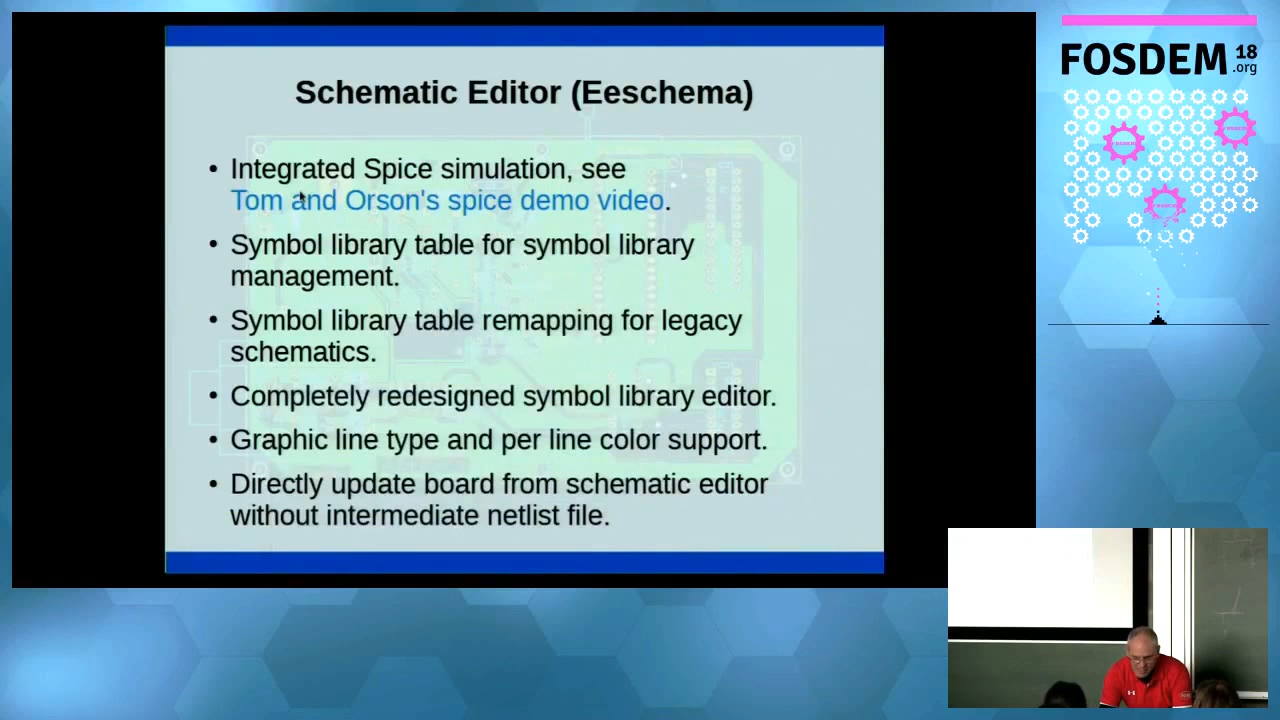 Schematic Editor (Eeschema)
• Integrated Spice simulation, see
Tom and Orson's spice demo video.
• Symbol library table for symbol library
management.
• Symbol library table remapping for legacy
schematics.
• Completely redesigned symbol library editor.
• Graphic line type and per line color support.
• Directly update board from schematic editor
without intermediate netlist file.
FOSDEM 18
.org